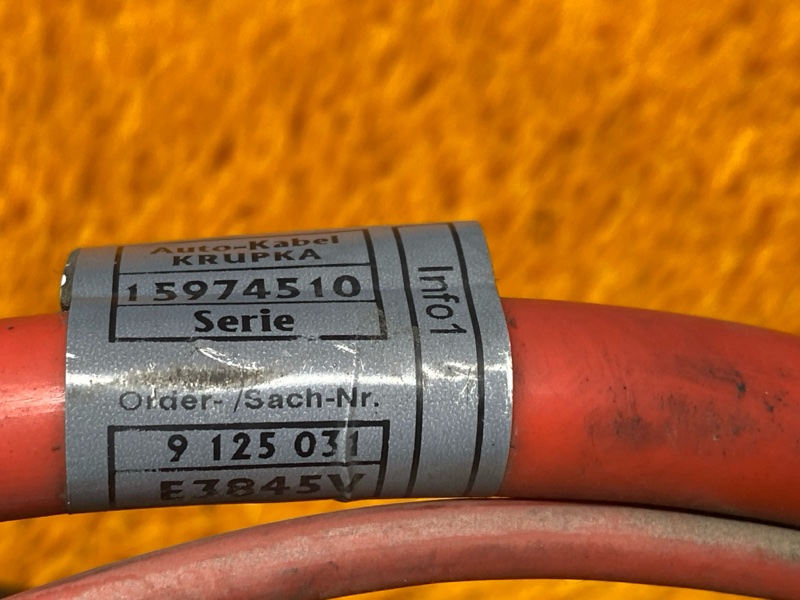 Auto-Kabel
KRUPKA
15974510
Serie
Order- /Sach-Nr.
9 125 031
E3845V
Info1